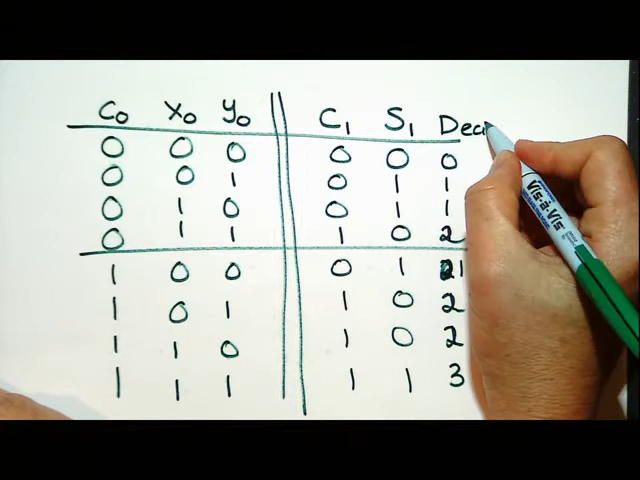 C₀ X₀ Y₀ C₁ S₁ Dec
0 0 0 0 0 0
0 0 1 0 1 1
0 1 0 0 1 1
0 1 1 1 0 2
1 0 0 0 1 1
1 0 1 1 0 2
1 1 0 1 0 2
1 1 1 1 1 3
Vis-à-Vis